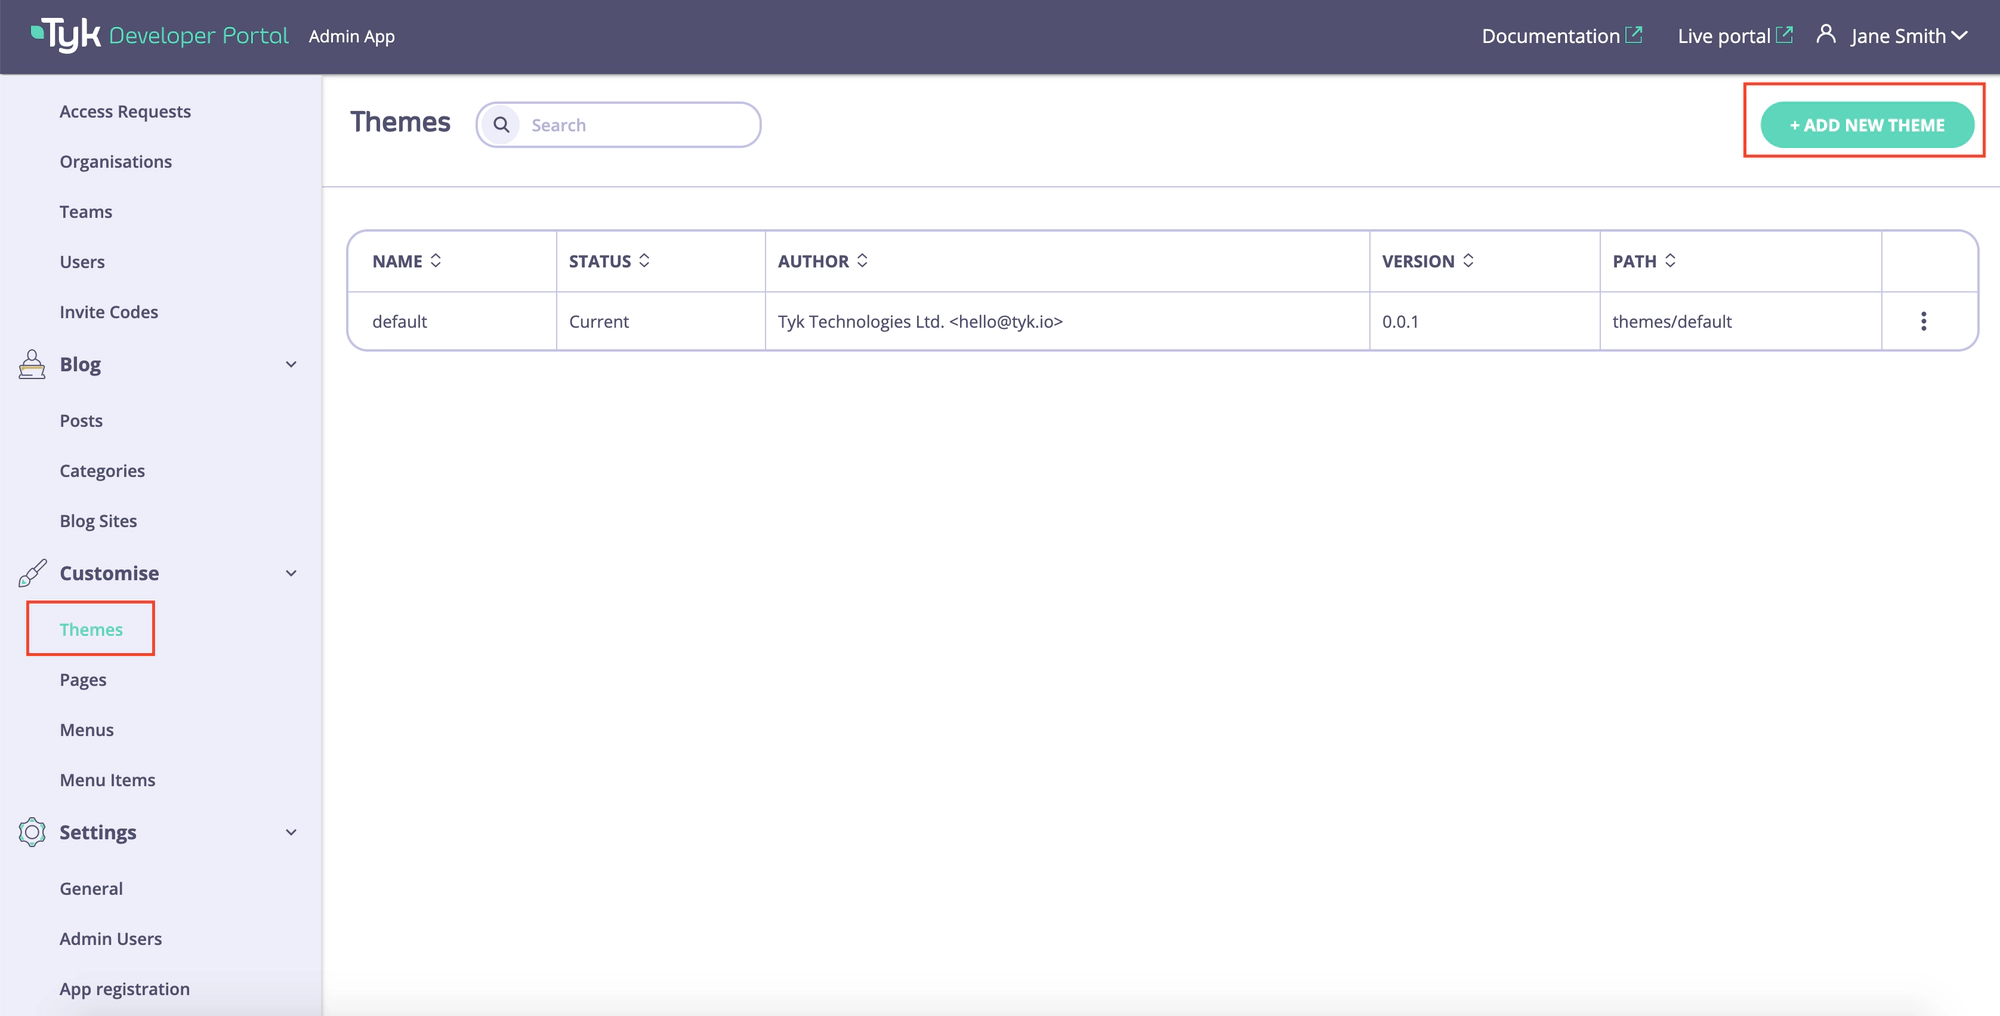 Tyk Developer Portal Admin App Documentation Live portal Jane Smith
Access Requests
Organisations
Teams
Users
Invite Codes
Blog
Posts
Categories
Blog Sites
Customise
Themes
Pages
Menus
Menu Items
Settings
General
Admin Users
App registration
Themes Search + ADD NEW THEME
NAME STATUS AUTHOR VERSION PATH
default Current Tyk Technologies Ltd. <hello@tyk.io> 0.0.1 themes/default